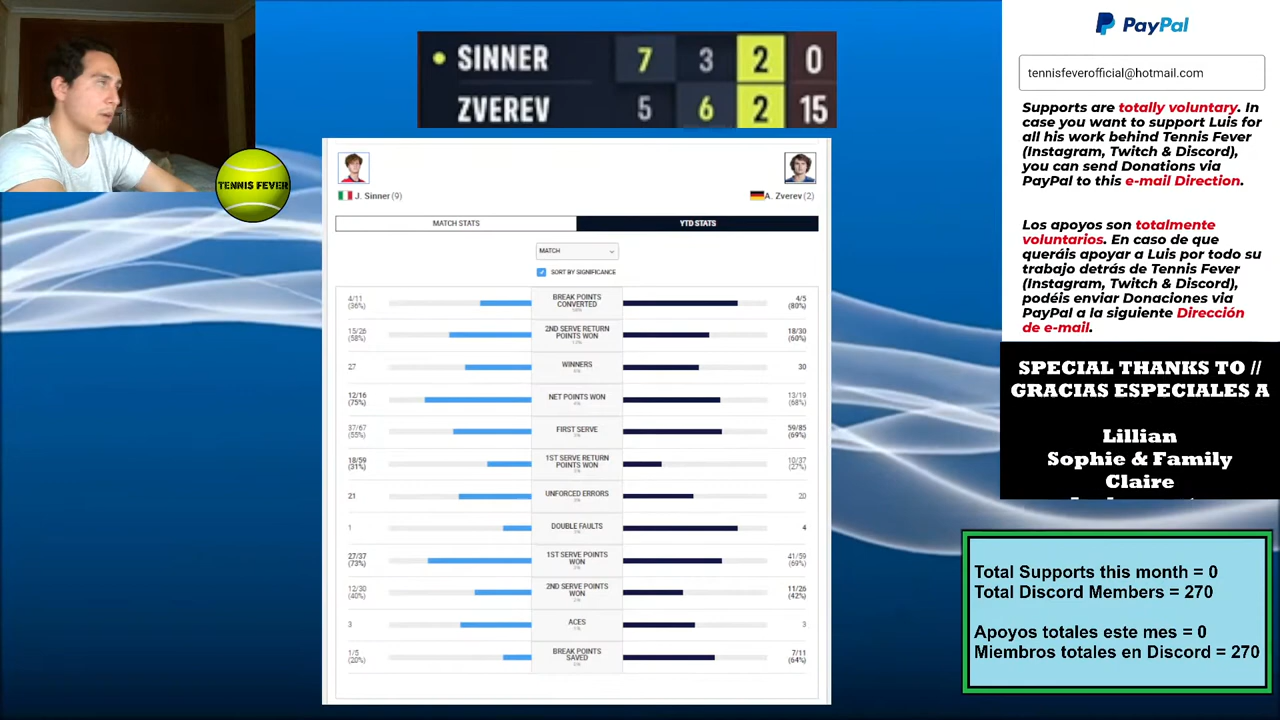 SINNER 7 3 2 0
ZVEREV 5 6 2 15
TENNIS FEVER
J. Sinner (9)
A. Zverev (2)
MATCH STATS
YTD STATS
MATCH
SORT BY SIGNIFICANCE
4/11
(36%)
BREAK POINTS
CONVERTED
4/5
(80%)
15/26
(58%)
2ND SERVE RETURN
POINTS WON
18/30
(60%)
27
WINNERS
30
12/16
(75%)
NET POINTS WON
13/19
(68%)
37/67
(55%)
FIRST SERVE
59/85
(69%)
18/59
(31%)
1ST SERVE RETURN
POINTS WON
10/37
(27%)
21
UNFORCED ERRORS
20
1
DOUBLE FAULTS
4
27/37
(73%)
1ST SERVE POINTS
WON
41/59
(69%)
12/30
(40%)
2ND SERVE POINTS
WON
11/26
(42%)
3
ACES
3
1/5
(20%)
BREAK POINTS
SAVED
7/11
(64%)
PayPal
tennisfeverofficial@hotmail.com
Supports are totally voluntary. In
case you want to support Luis for
all his work behind Tennis Fever
(Instagram, Twitch & Discord),
you can send Donations via
PayPal to this e-mail Direction.
Los apoyos son totalmente
voluntarios. En caso de que
queráis apoyar a Luis por todo su
trabajo detrás de Tennis Fever
(Instagram, Twitch & Discord),
podéis enviar Donaciones via
PayPal a la siguiente Dirección
de e-mail.
SPECIAL THANKS TO //
GRACIAS ESPECIALES A
Lillian
Sophie & Family
Claire
Total Supports this month = 0
Total Discord Members = 270
Apoyos totales este mes = 0
Miembros totales en Discord = 270